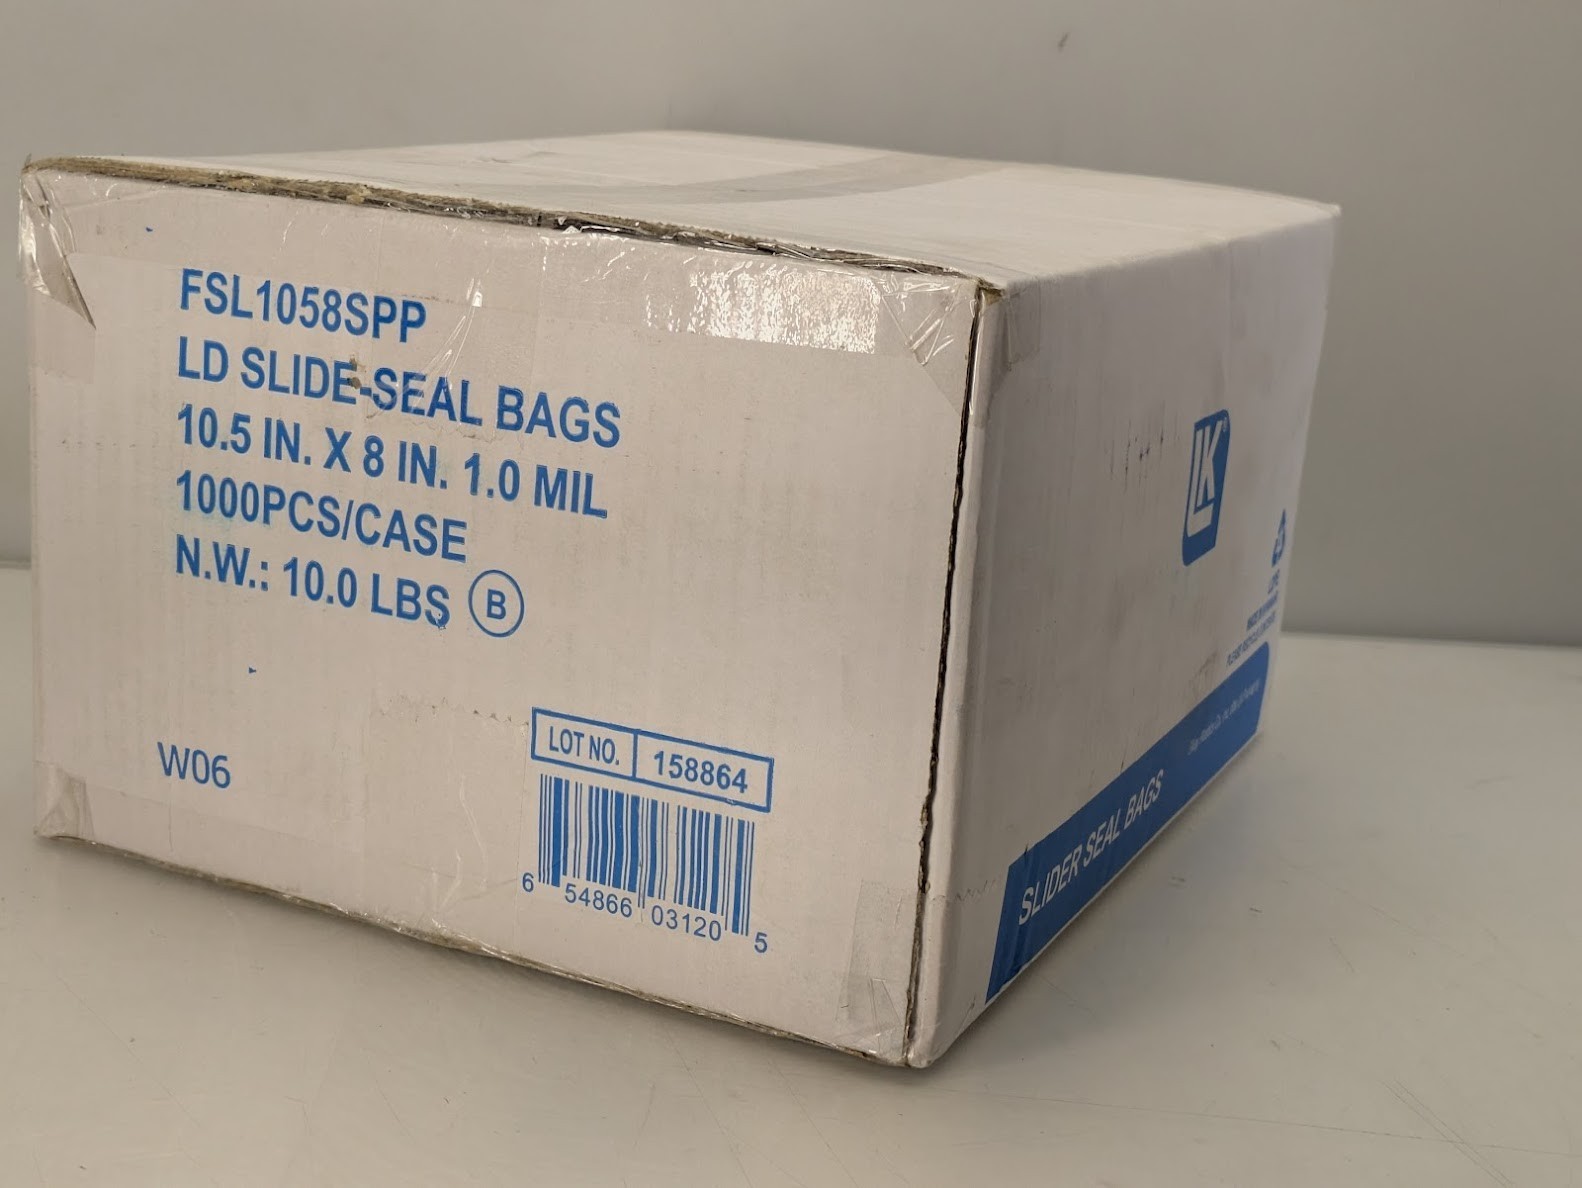 FSL1058SPP
LD SLIDE-SEAL BAGS
10.5 IN. X 8 IN. 1.0 MIL
1000PCS/CASE
N.W.: 10.0 LBS B
W06
LOT NO. 158864
6 54866 03120 5
LK®
SLIDER SEAL BAGS